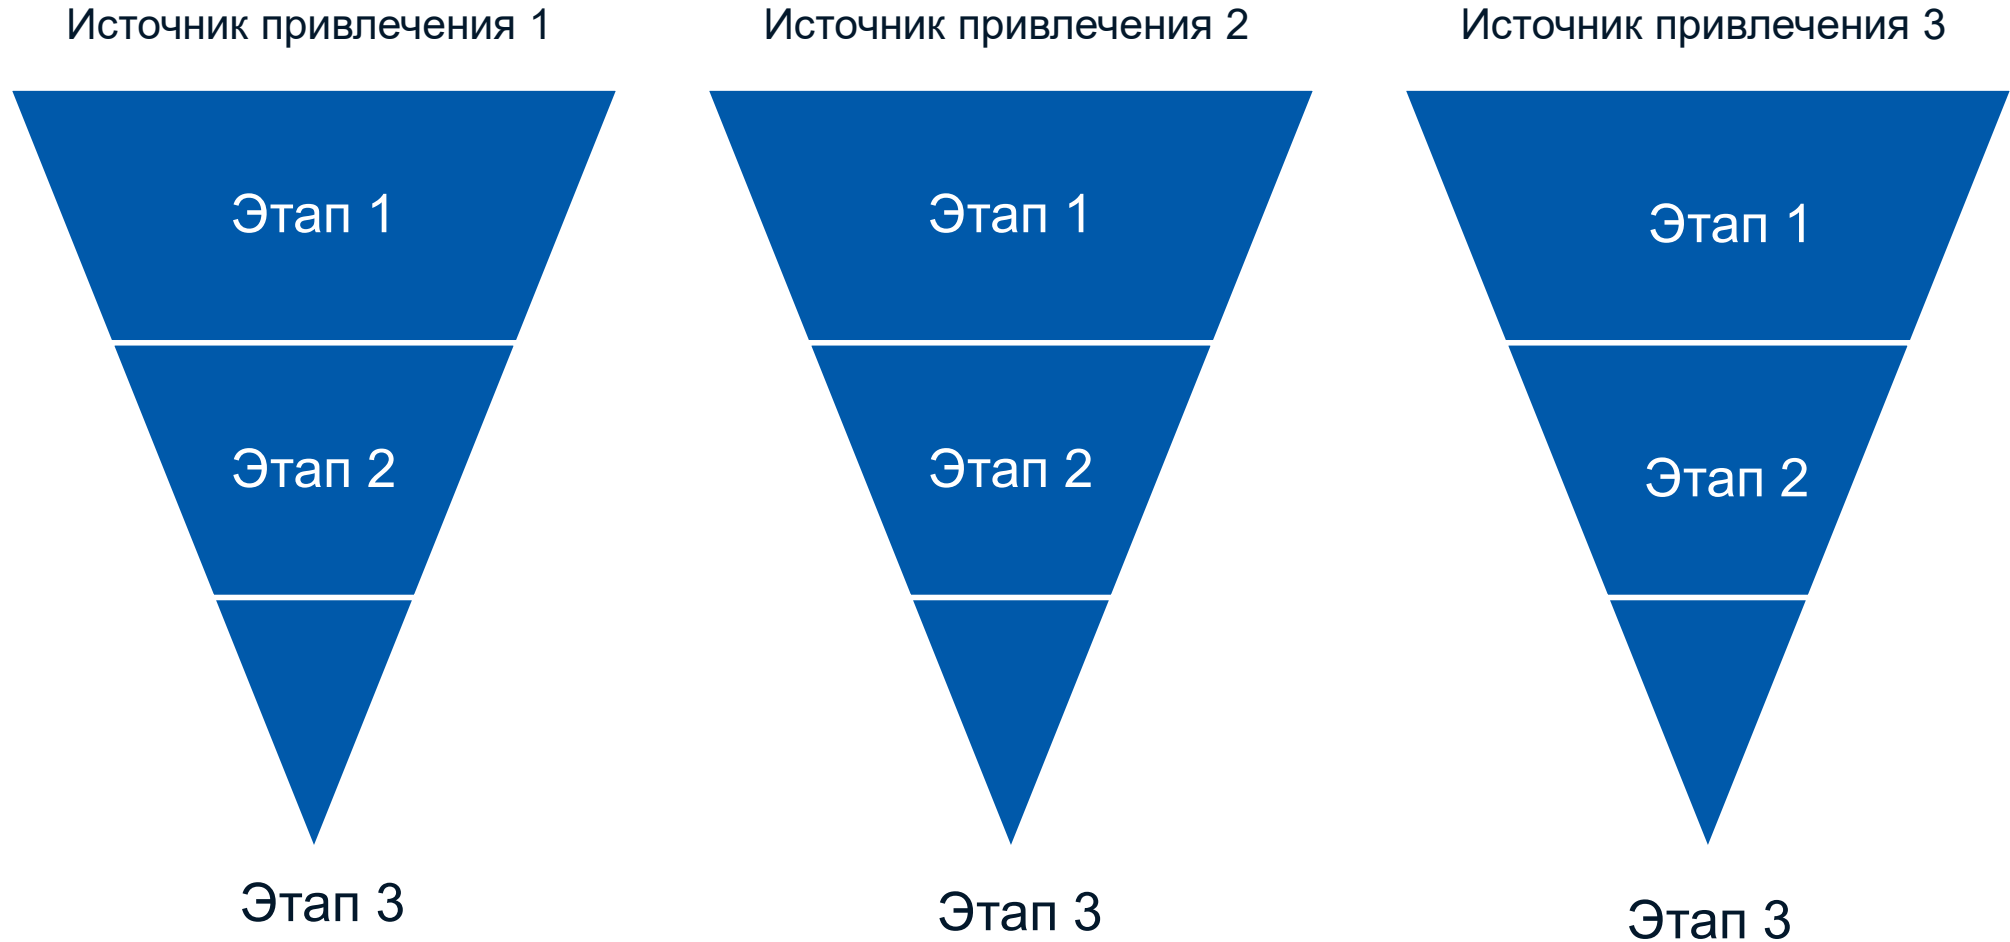 Источник привлечения 1
Источник привлечения 2
Источник привлечения 3
Этап 1
Этап 1
Этап 1
Этап 2
Этап 2
Этап 2
Этап 3
Этап 3
Этап 3